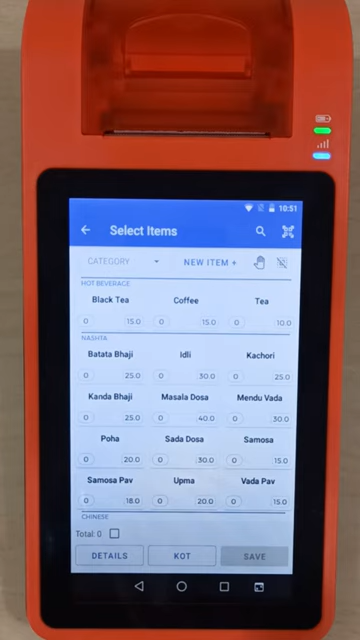 10:51
Select Items
CATEGORY NEW ITEM +
HOT BEVERAGE
Black Tea Coffee Tea
0 15.0 0 15.0 0 10.0
NASHTA
Batata Bhaji Idli Kachori
0 25.0 0 30.0 0 25.0
Kanda Bhaji Masala Dosa Mendu Vada
0 25.0 0 40.0 0 30.0
Poha Sada Dosa Samosa
0 20.0 0 30.0 0 15.0
Samosa Pav Upma Vada Pav
0 18.0 0 20.0 0 15.0
CHINESE
Total: 0
DETAILS KOT SAVE